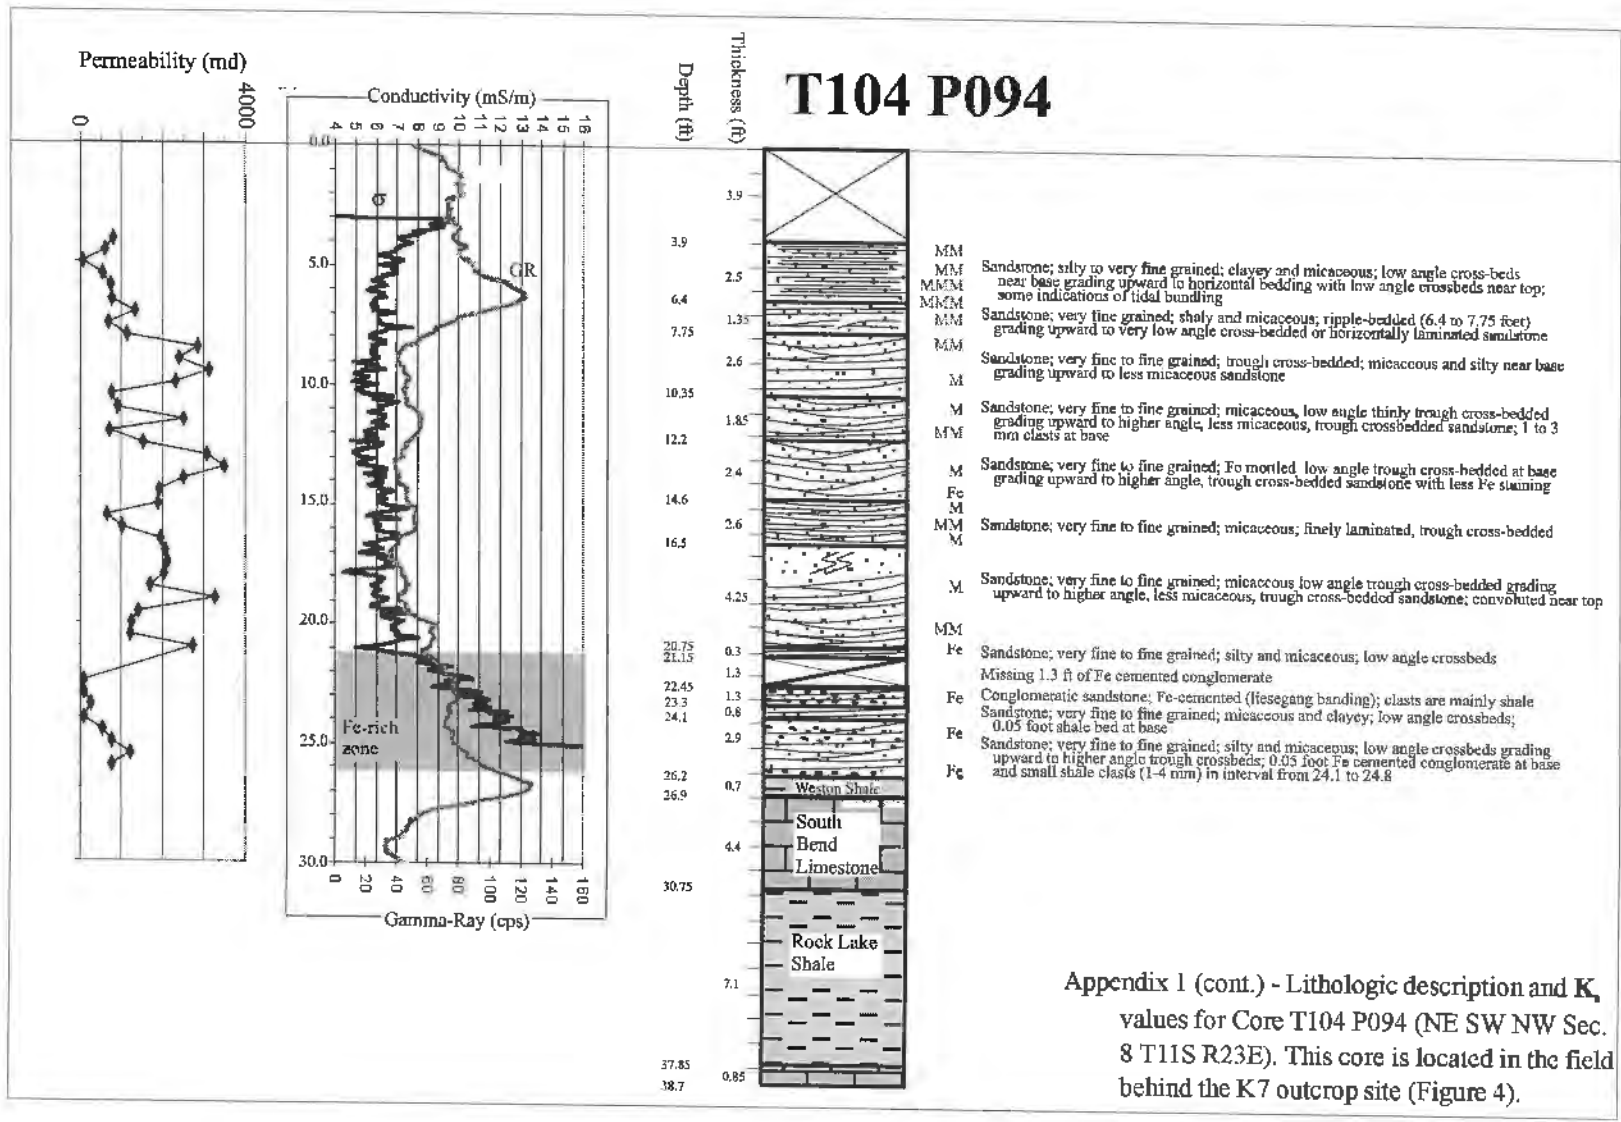 Permeability (md)
0
4000
Conductivity (mS/m)
4 5 6 7 8 9 10 11 12 13 14 15 16
0.0
5.0
10.0
15.0
20.0
25.0
30.0
σ
GR
Fe-rich
zone
0 20 40 60 80 100 120 140 160
Gamma-Ray (cps)
Depth (ft)
3.9
6.4
7.75
10.35
12.2
14.6
16.5
20.75
21.15
22.45
23.3
24.1
26.2
26.9
30.75
37.85
38.7
Thickness (ft)
3.9
2.5
1.35
2.6
1.85
2.4
2.6
4.25
0.3
1.3
1.3
0.8
2.9
0.7
4.4
7.1
0.85
T104 P094
Weston Shale
South
Bend
Limestone
Rock Lake
Shale
MM
MM
MMM
MMM
MM
MM
M
M
MM
M
Fe
M
MM
M
M
MM
Fe
Fe
Fe
Fe
Sandstone; silty to very fine grained; clayey and micaceous; low angle cross-beds
near base grading upward to horizontal bedding with low angle crossbeds near top;
some indications of tidal bundling
Sandstone; very fine grained; shaly and micaceous; ripple-bedded (6.4 to 7.75 feet)
grading upward to very low angle cross-bedded or horizontally laminated sandstone
Sandstone; very fine to fine grained; trough cross-bedded; micaceous and silty near base
grading upward to less micaceous sandstone
Sandstone; very fine to fine grained; micaceous, low angle thinly trough cross-bedded
grading upward to higher angle, less micaceous, trough crossbedded sandstone; 1 to 3
mm clasts at base
Sandstone; very fine to fine grained; Fe mottled low angle trough cross-bedded at base
grading upward to higher angle, trough cross-bedded sandstone with less Fe staining
Sandstone; very fine to fine grained; micaceous; finely laminated, trough cross-bedded
Sandstone; very fine to fine grained; micaceous low angle trough cross-bedded grading
upward to higher angle, less micaceous, trough cross-bedded sandstone; convoluted near top
Sandstone; very fine to fine grained; silty and micaceous; low angle crossbeds
Missing 1.3 ft of Fe cemented conglomerate
Conglomeratic sandstone; Fe-cemented (liesegang banding); clasts are mainly shale
Sandstone; very fine to fine grained; micaceous and clayey; low angle crossbeds;
0.05 foot shale bed at base
Sandstone; very fine to fine grained; silty and micaceous; low angle crossbeds grading
upward to higher angle trough crossbeds; 0.05 foot Fe cemented conglomerate at base
and small shale clasts (1-4 mm) in interval from 24.1 to 24.8
Appendix 1 (cont.) - Lithologic description and K,
values for Core T104 P094 (NE SW NW Sec.
8 T11S R23E). This core is located in the field
behind the K7 outcrop site (Figure 4).